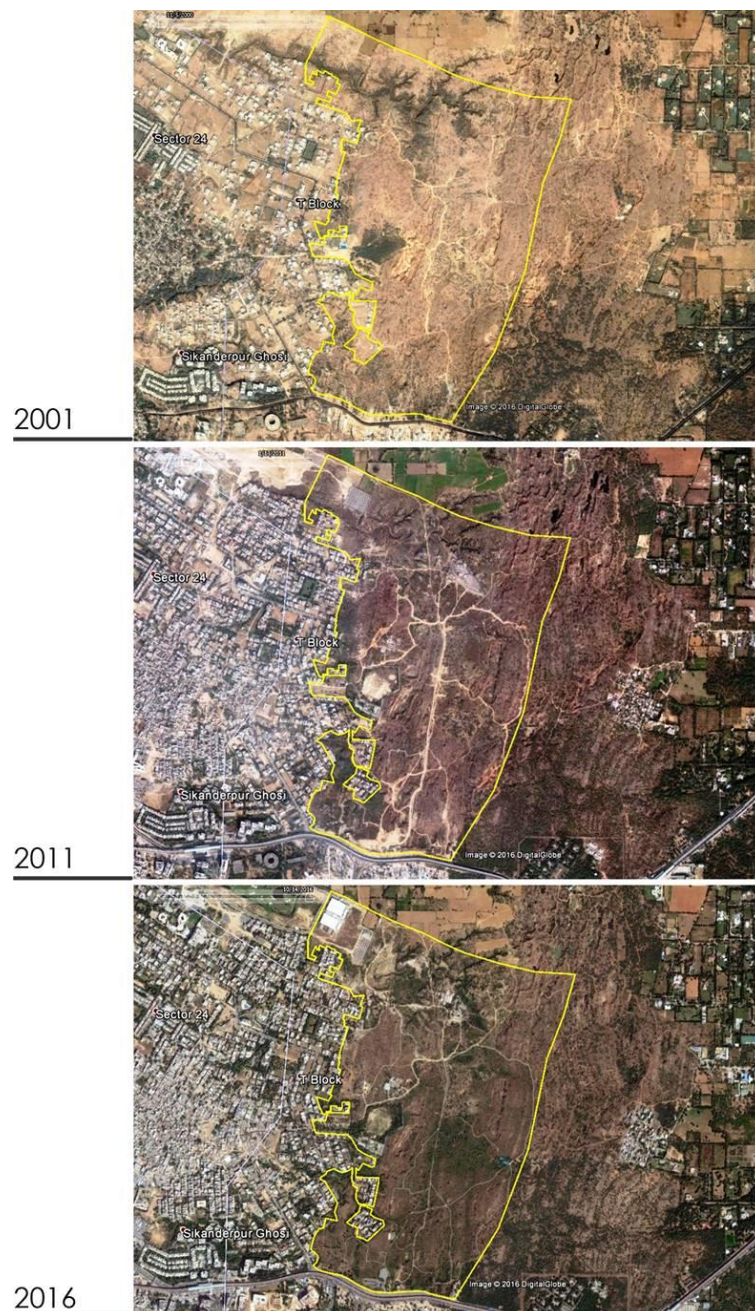 Sector 24
T Block
Sikanderpur Ghosi
Image © 2016 DigitalGlobe
2001
Sector 24
T Block
Sikanderpur Ghosi
Image © 2016 DigitalGlobe
2011
Sector 24
T Block
Sikanderpur Ghosi
Image © 2016 DigitalGlobe
2016